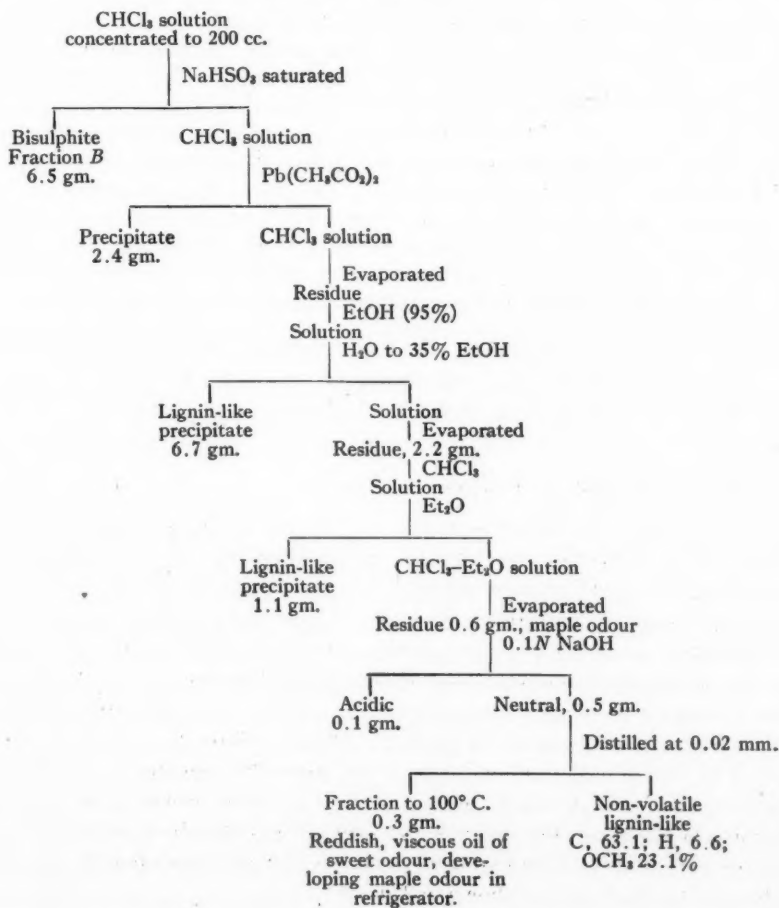 CHCl₃ solution
concentrated to 200 cc.
NaHSO₃ saturated
Bisulphite
Fraction B
6.5 gm.
CHCl₃ solution
Pb(CH₃CO₂)₂
Precipitate
2.4 gm.
CHCl₃ solution
Evaporated
Residue
EtOH (95%)
Solution
H₂O to 35% EtOH
Lignin-like
precipitate
6.7 gm.
Solution
Evaporated
Residue, 2.2 gm.
CHCl₃
Solution
Et₂O
Lignin-like
precipitate
1.1 gm.
CHCl₃–Et₂O solution
Evaporated
Residue 0.6 gm., maple odour
0.1N NaOH
Acidic
0.1 gm.
Neutral, 0.5 gm.
Distilled at 0.02 mm.
Fraction to 100° C.
0.3 gm.
Reddish, viscous oil of
sweet odour, deve-
loping maple odour in
refrigerator.
Non-volatile
lignin-like
C, 63.1; H, 6.6;
OCH₃ 23.1%